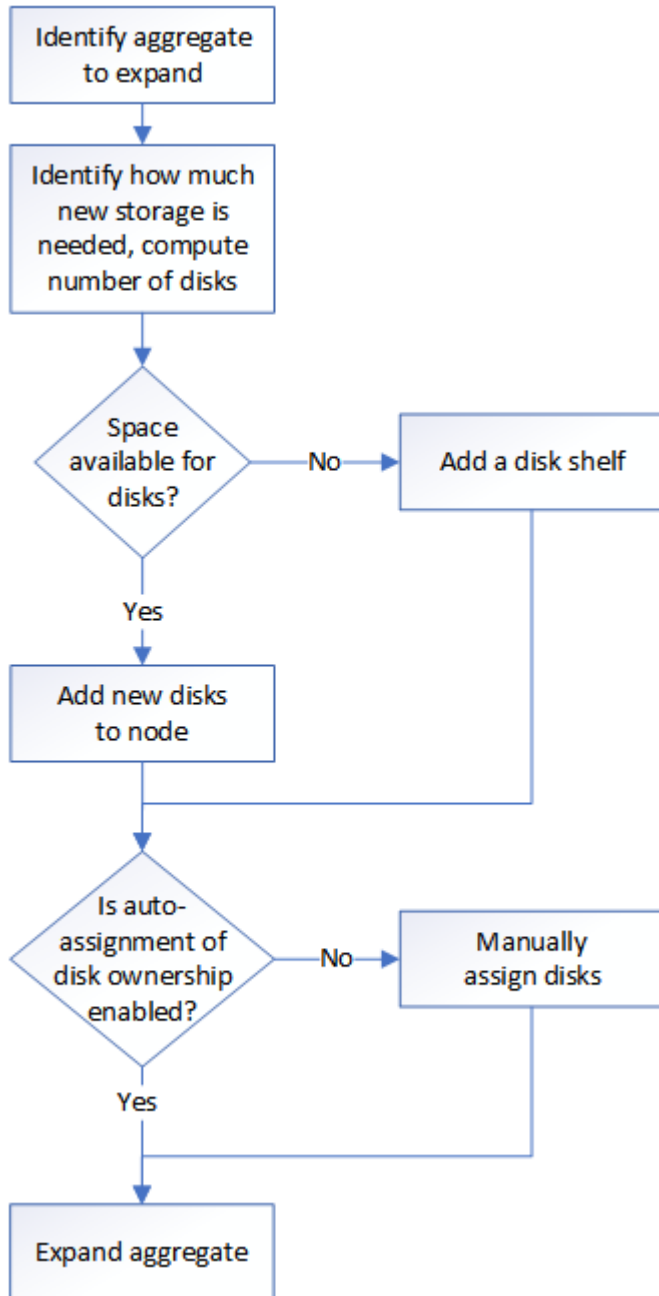 Identify aggregate
to expand
Identify how much
new storage is
needed, compute
number of disks
Space
available for
disks?
No
Add a disk shelf
Yes
Add new disks
to node
Is auto-
assignment of
disk ownership
enabled?
No
Manually
assign disks
Yes
Expand aggregate